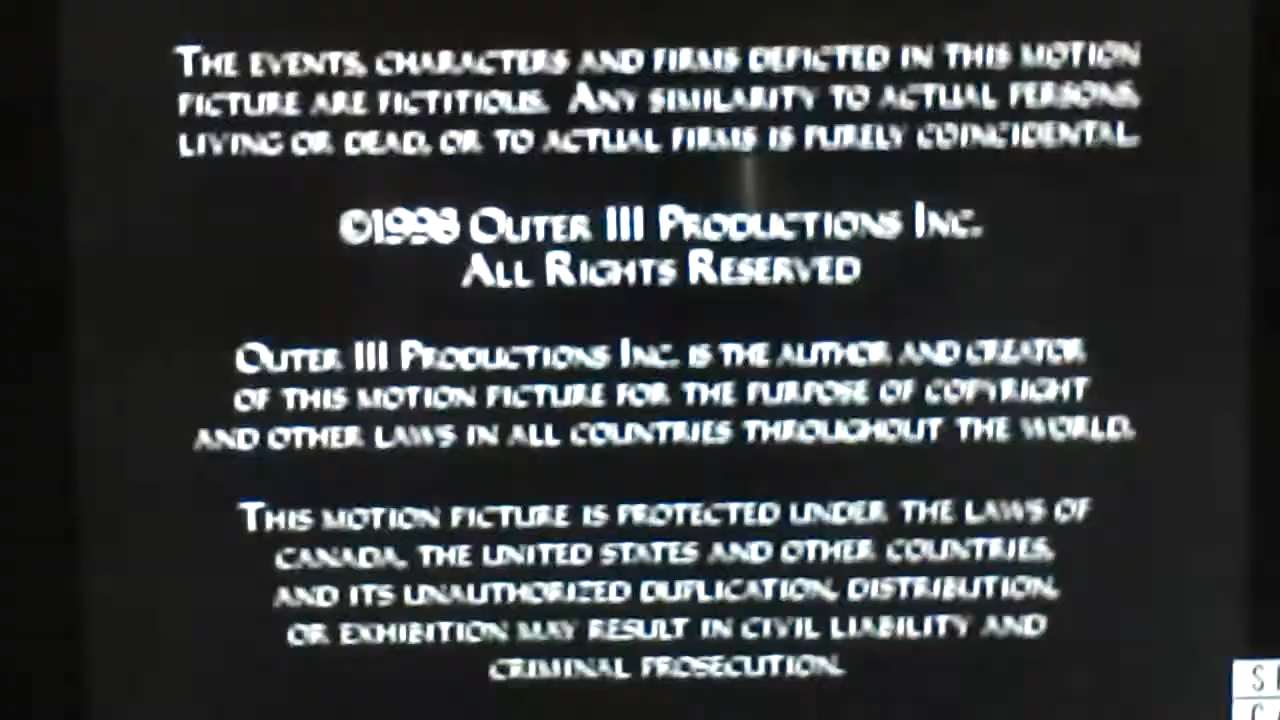 THE EVENTS, CHARACTERS AND FIRMS DEPICTED IN THIS MOTION
PICTURE ARE FICTITIOUS. ANY SIMILARITY TO ACTUAL PERSONS,
LIVING OR DEAD, OR TO ACTUAL FIRMS IS PURELY COINCIDENTAL.
©1998 OUTER III PRODUCTIONS INC.
ALL RIGHTS RESERVED
OUTER III PRODUCTIONS INC. IS THE AUTHOR AND CREATOR
OF THIS MOTION PICTURE FOR THE PURPOSE OF COPYRIGHT
AND OTHER LAWS IN ALL COUNTRIES THROUGHOUT THE WORLD.
THIS MOTION PICTURE IS PROTECTED UNDER THE LAWS OF
CANADA, THE UNITED STATES AND OTHER COUNTRIES,
AND ITS UNAUTHORIZED DUPLICATION, DISTRIBUTION,
OR EXHIBITION MAY RESULT IN CIVIL LIABILITY AND
CRIMINAL PROSECUTION.